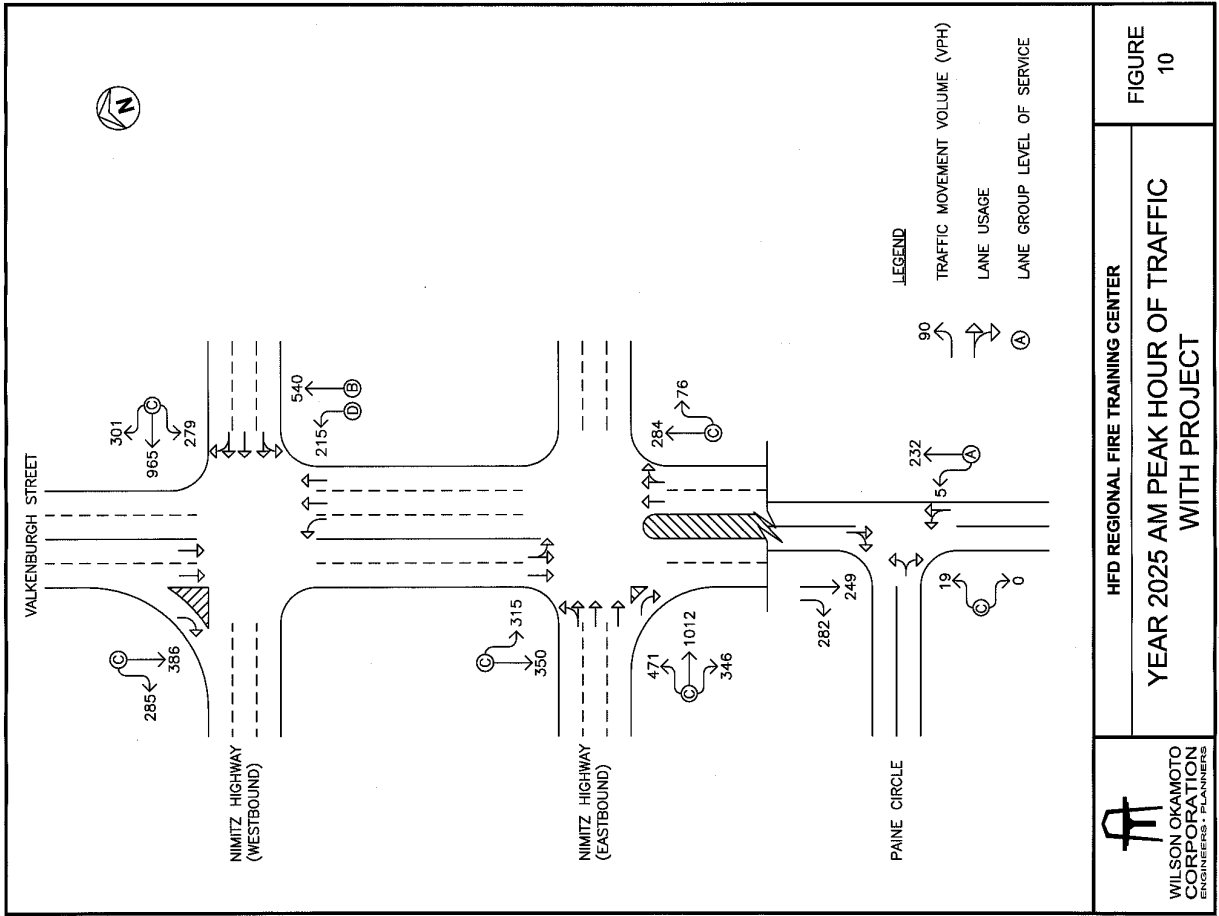 VALKENBURGH STREET
N
301
C
965
279
C
386
285
540
215
D
B
NIMITZ HIGHWAY
(WESTBOUND)
C
315
350
284
76
C
471
1012
C
346
NIMITZ HIGHWAY
(EASTBOUND)
249
282
232
5
A
19
C
0
PAINE CIRCLE
LEGEND
90
TRAFFIC MOVEMENT VOLUME (VPH)
LANE USAGE
A
LANE GROUP LEVEL OF SERVICE
WILSON OKAMOTO
CORPORATION
ENGINEERS · PLANNERS
HFD REGIONAL FIRE TRAINING CENTER
YEAR 2025 AM PEAK HOUR OF TRAFFIC
WITH PROJECT
FIGURE
10